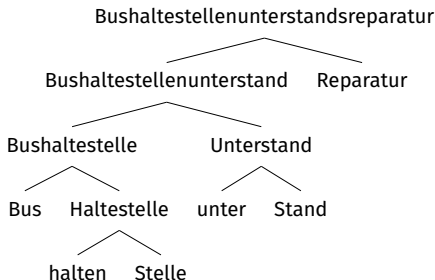 Bushaltestellenunterstandsreparatur
Bushaltestellenunterstand Reparatur
Bushaltestelle Unterstand
Bus Haltestelle unter Stand
halten Stelle